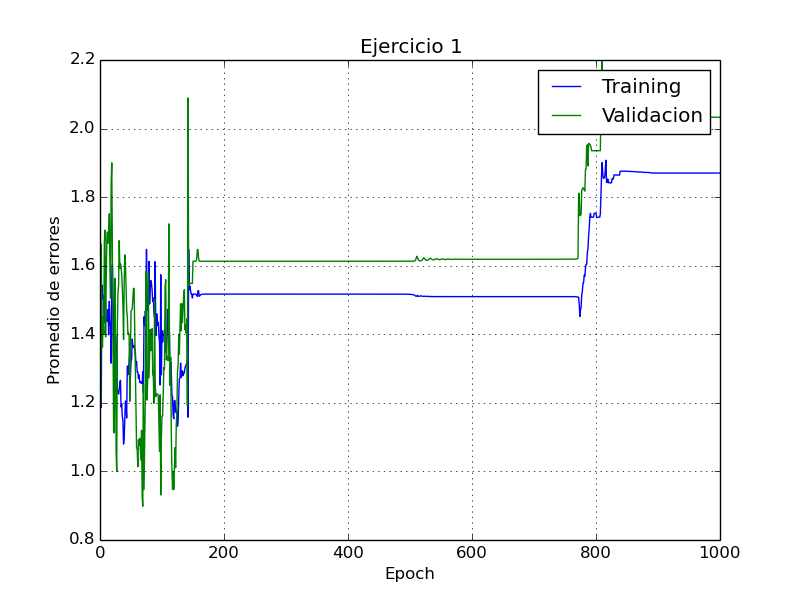 Ejercicio 1
Training
Validacion
Promedio de errores
2.2
2.0
1.8
1.6
1.4
1.2
1.0
0.8
0
200
400
600
800
1000
Epoch